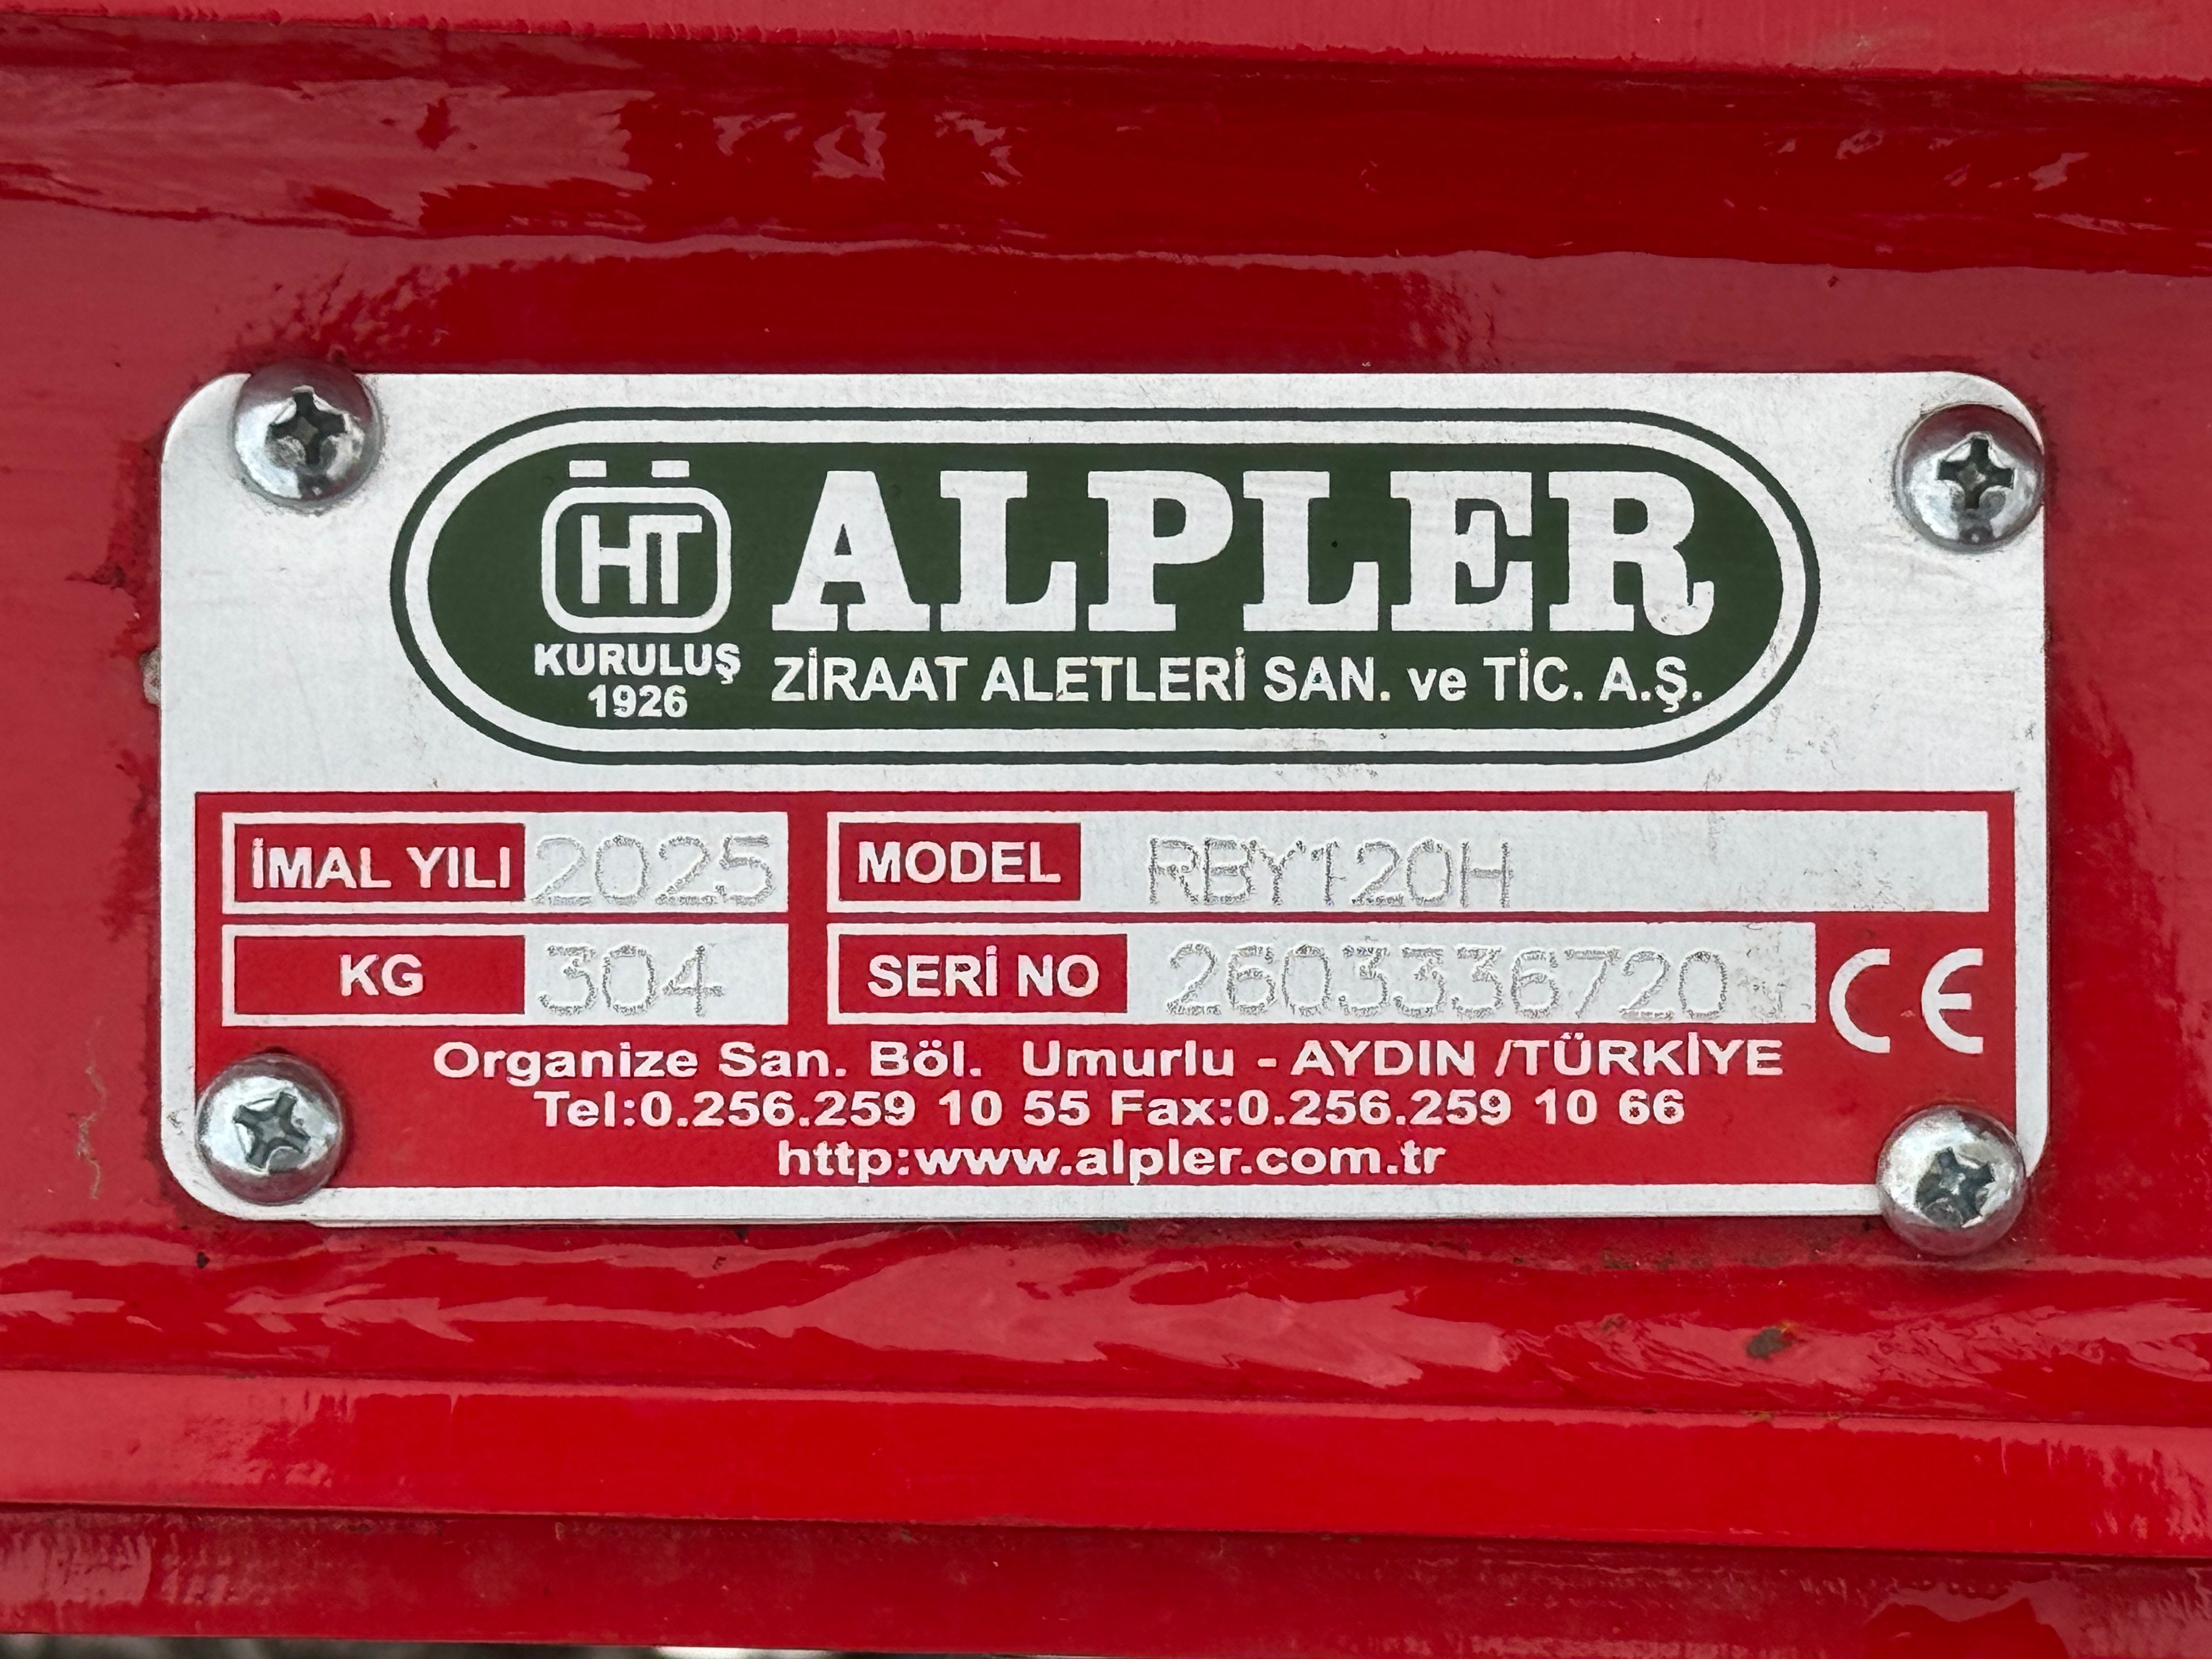 HT ALPLER
KURULUŞ
1926
ZİRAAT ALETLERİ SAN. ve TİC. A.Ş.
İMAL YILI 2025 MODEL RBY120H
KG 304 SERİ NO 2603336720 CE
Organize San. Böl. Umurlu - AYDIN /TÜRKİYE
Tel:0.256.259 10 55 Fax:0.256.259 10 66
http:www.alpler.com.tr